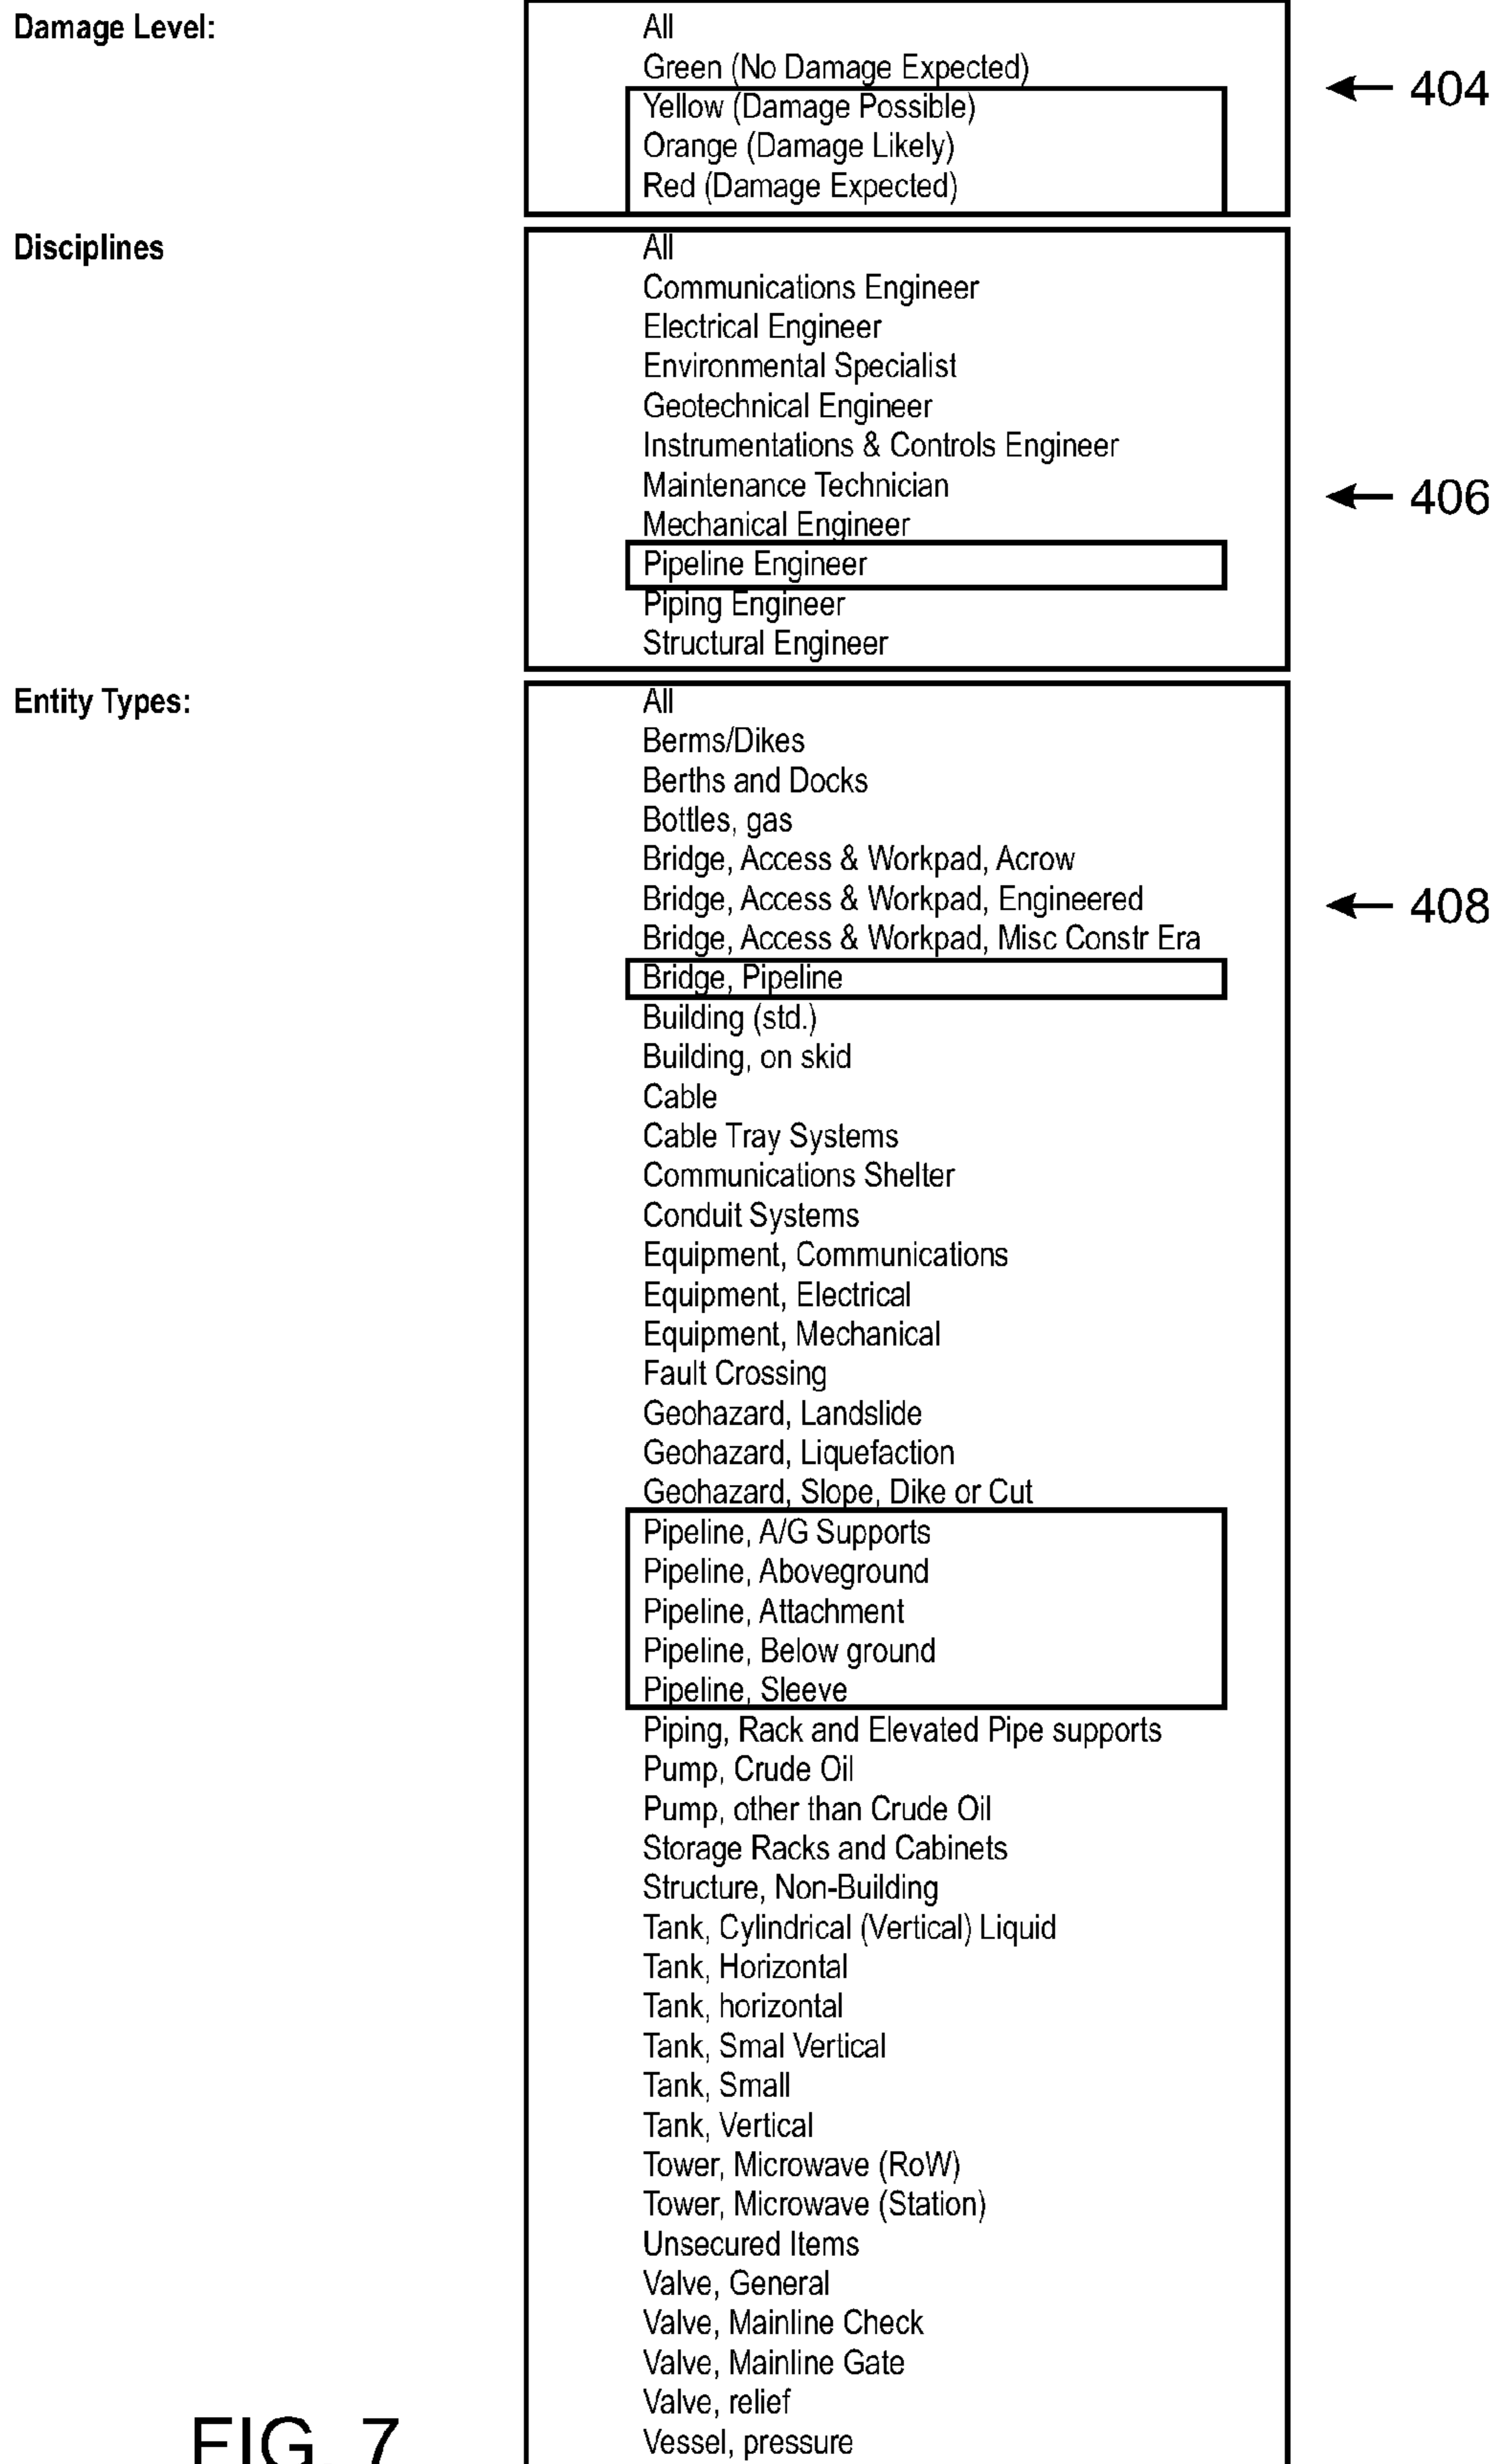 Damage Level:
All
Green (No Damage Expected)
Yellow (Damage Possible)
Orange (Damage Likely)
Red (Damage Expected)
404
Disciplines
All
Communications Engineer
Electrical Engineer
Environmental Specialist
Geotechnical Engineer
Instrumentations & Controls Engineer
Maintenance Technician
Mechanical Engineer
Pipeline Engineer
Piping Engineer
Structural Engineer
406
Entity Types:
All
Berms/Dikes
Berths and Docks
Bottles, gas
Bridge, Access & Workpad, Acrow
Bridge, Access & Workpad, Engineered
Bridge, Access & Workpad, Misc Constr Era
Bridge, Pipeline
Building (std.)
Building, on skid
Cable
Cable Tray Systems
Communications Shelter
Conduit Systems
Equipment, Communications
Equipment, Electrical
Equipment, Mechanical
Fault Crossing
Geohazard, Landslide
Geohazard, Liquefaction
Geohazard, Slope, Dike or Cut
Pipeline, A/G Supports
Pipeline, Aboveground
Pipeline, Attachment
Pipeline, Below ground
Pipeline, Sleeve
Piping, Rack and Elevated Pipe supports
Pump, Crude Oil
Pump, other than Crude Oil
Storage Racks and Cabinets
Structure, Non-Building
Tank, Cylindrical (Vertical) Liquid
Tank, Horizontal
Tank, horizontal
Tank, Smal Vertical
Tank, Small
Tank, Vertical
Tower, Microwave (RoW)
Tower, Microwave (Station)
Unsecured Items
Valve, General
Valve, Mainline Check
Valve, Mainline Gate
Valve, relief
Vessel, pressure
408
FIG. 7